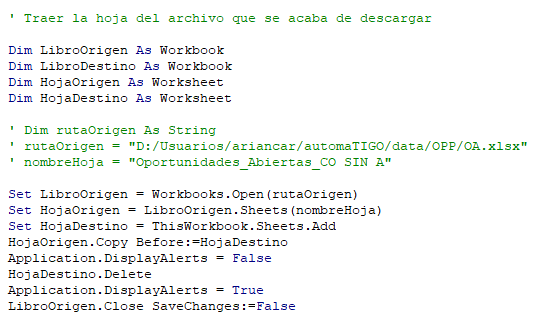 ' Traer la hoja del archivo que se acaba de descargar
Dim LibroOrigen As Workbook
Dim LibroDestino As Workbook
Dim HojaOrigen As Worksheet
Dim HojaDestino As Worksheet
' Dim rutaOrigen As String
' rutaOrigen = "D:/Usuarios/ariancar/automaTIGO/data/OPP/OA.xlsx"
' nombreHoja = "Oportunidades_Abiertas_CO SIN A"
Set LibroOrigen = Workbooks.Open(rutaOrigen)
Set HojaOrigen = LibroOrigen.Sheets(nombreHoja)
Set HojaDestino = ThisWorkbook.Sheets.Add
HojaOrigen.Copy Before:=HojaDestino
Application.DisplayAlerts = False
HojaDestino.Delete
Application.DisplayAlerts = True
LibroOrigen.Close SaveChanges:=False